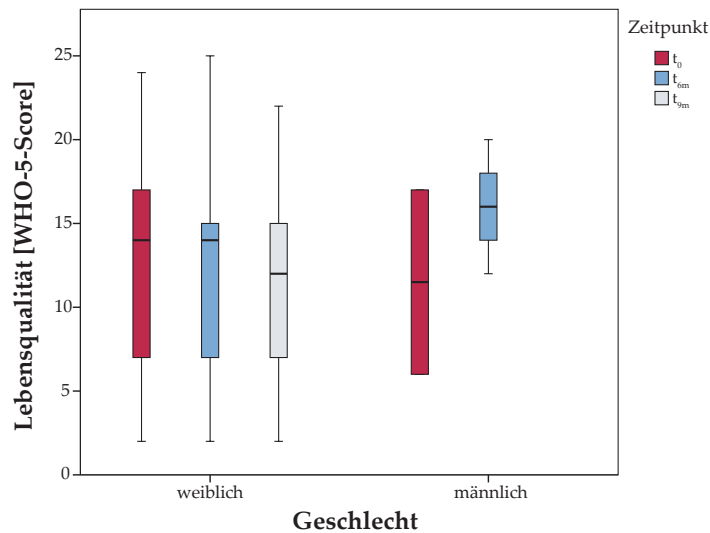 Zeitpunkt
t0
t6m
t9m
Lebensqualität [WHO-5-Score]
25
20
15
10
5
0
weiblich
männlich
Geschlecht